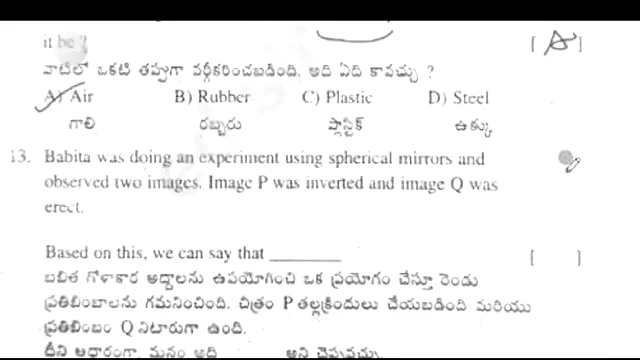 it be ? [ A ]
వాటిలో ఒకటి తప్పుగా వర్గీకరించబడింది. అది ఏది కావచ్చు ?
A) Air B) Rubber C) Plastic D) Steel
గాలి రబ్బరు ప్లాస్టిక్ ఉక్కు
13. Babita was doing an experiment using spherical mirrors and
observed two images. Image P was inverted and image Q was
erect.
Based on this, we can say that ________ [ ]
బబిత గోళాకార అద్దాలను ఉపయోగించి ఒక ప్రయోగం చేస్తూ రెండు
ప్రతిబింబాలను గమనించింది. చిత్రం P తల్లక్రిందులు చేయబడింది మరియు
ప్రతిబింబం Q నిటారుగా ఉంది.
దీని ఆధారంగా, మనం అది ________ అని చెప్పవచ్చు.